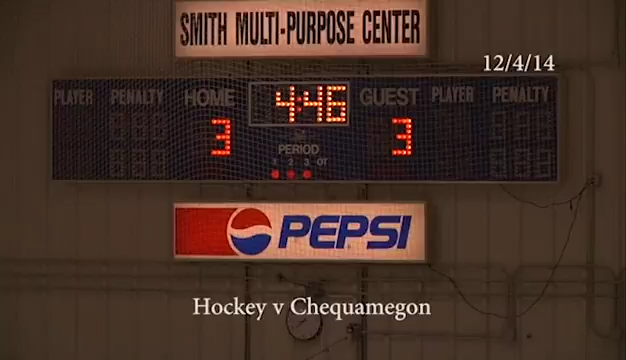 SMITH MULTI-PURPOSE CENTER
12/4/14
PLAYER PENALTY HOME 4:46 GUEST PLAYER PENALTY
3 3
PERIOD
1 2 3 OT
PEPSI
Hockey v Chequamegon